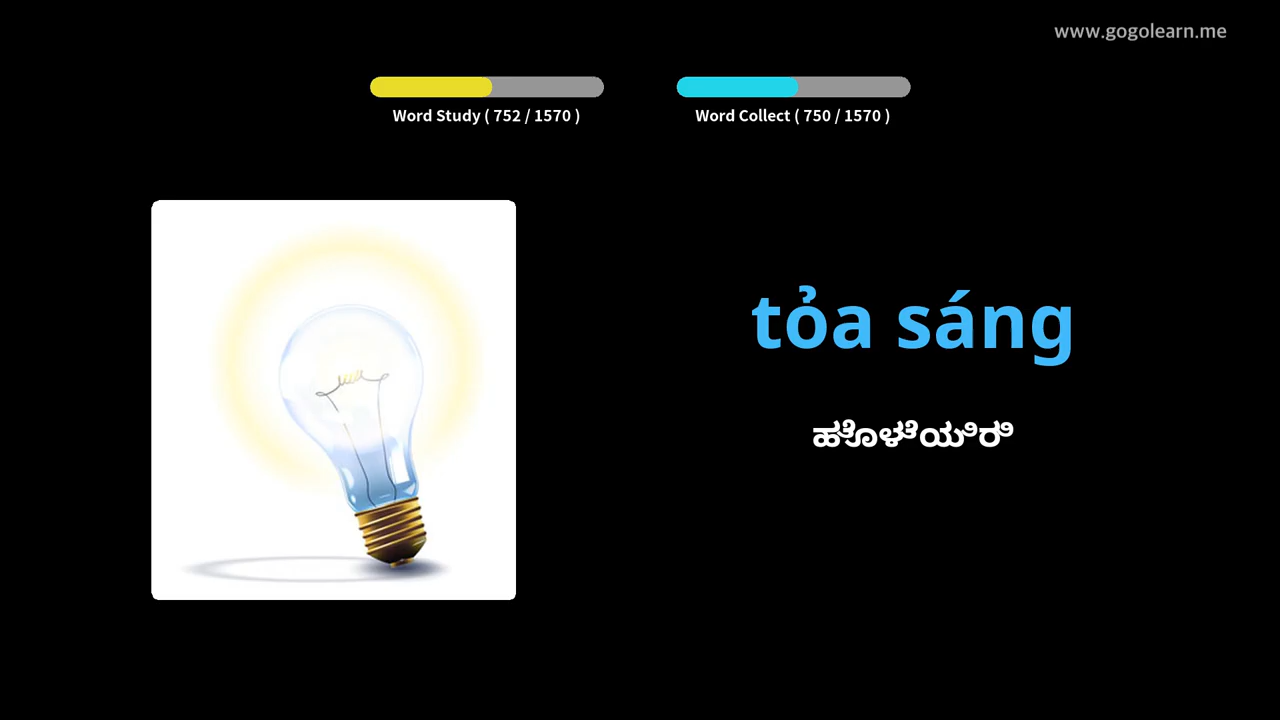 www.gogolearn.me
Word Study ( 752 / 1570 )
Word Collect ( 750 / 1570 )
tỏa sáng
ಹೊಳೆಯಿರಿ